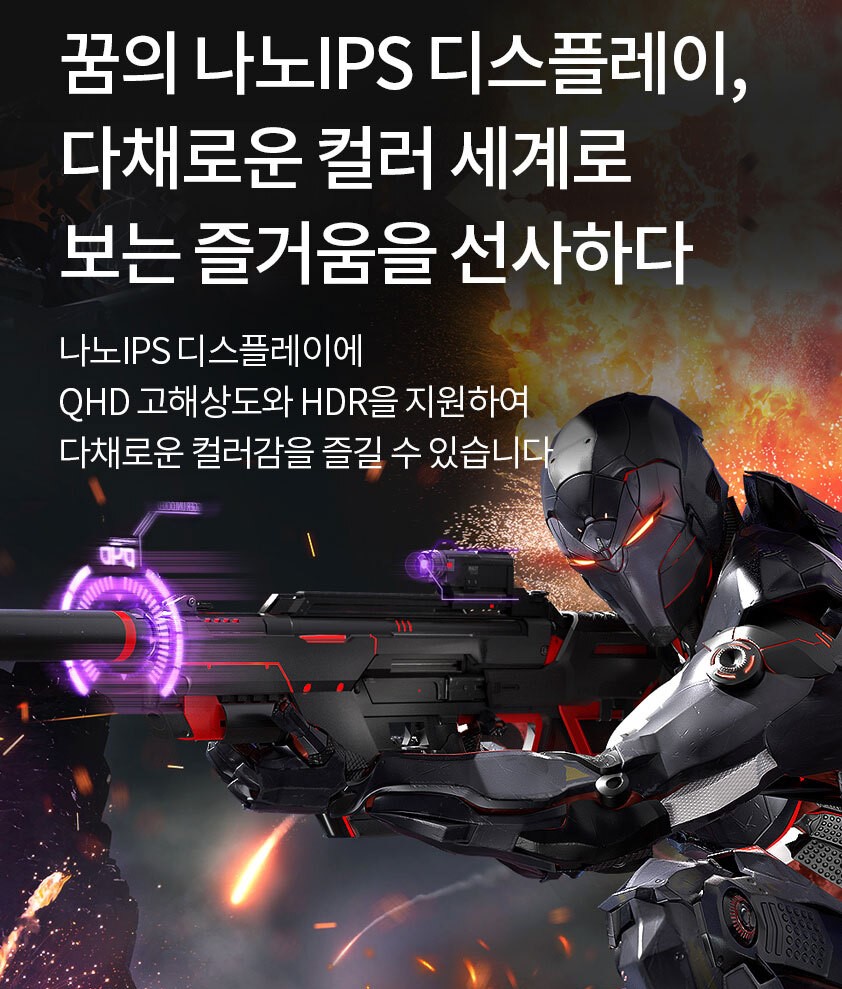 꿈의 나노IPS 디스플레이,
다채로운 컬러 세계로
보는 즐거움을 선사하다
나노IPS 디스플레이에
QHD 고해상도와 HDR을 지원하여
다채로운 컬러감을 즐길 수 있습니다